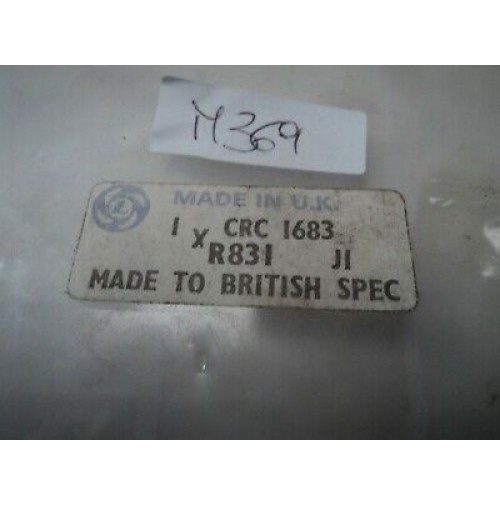 M369
MADE IN U.K.
1 X CRC 1683
R831 J1
MADE TO BRITISH SPEC